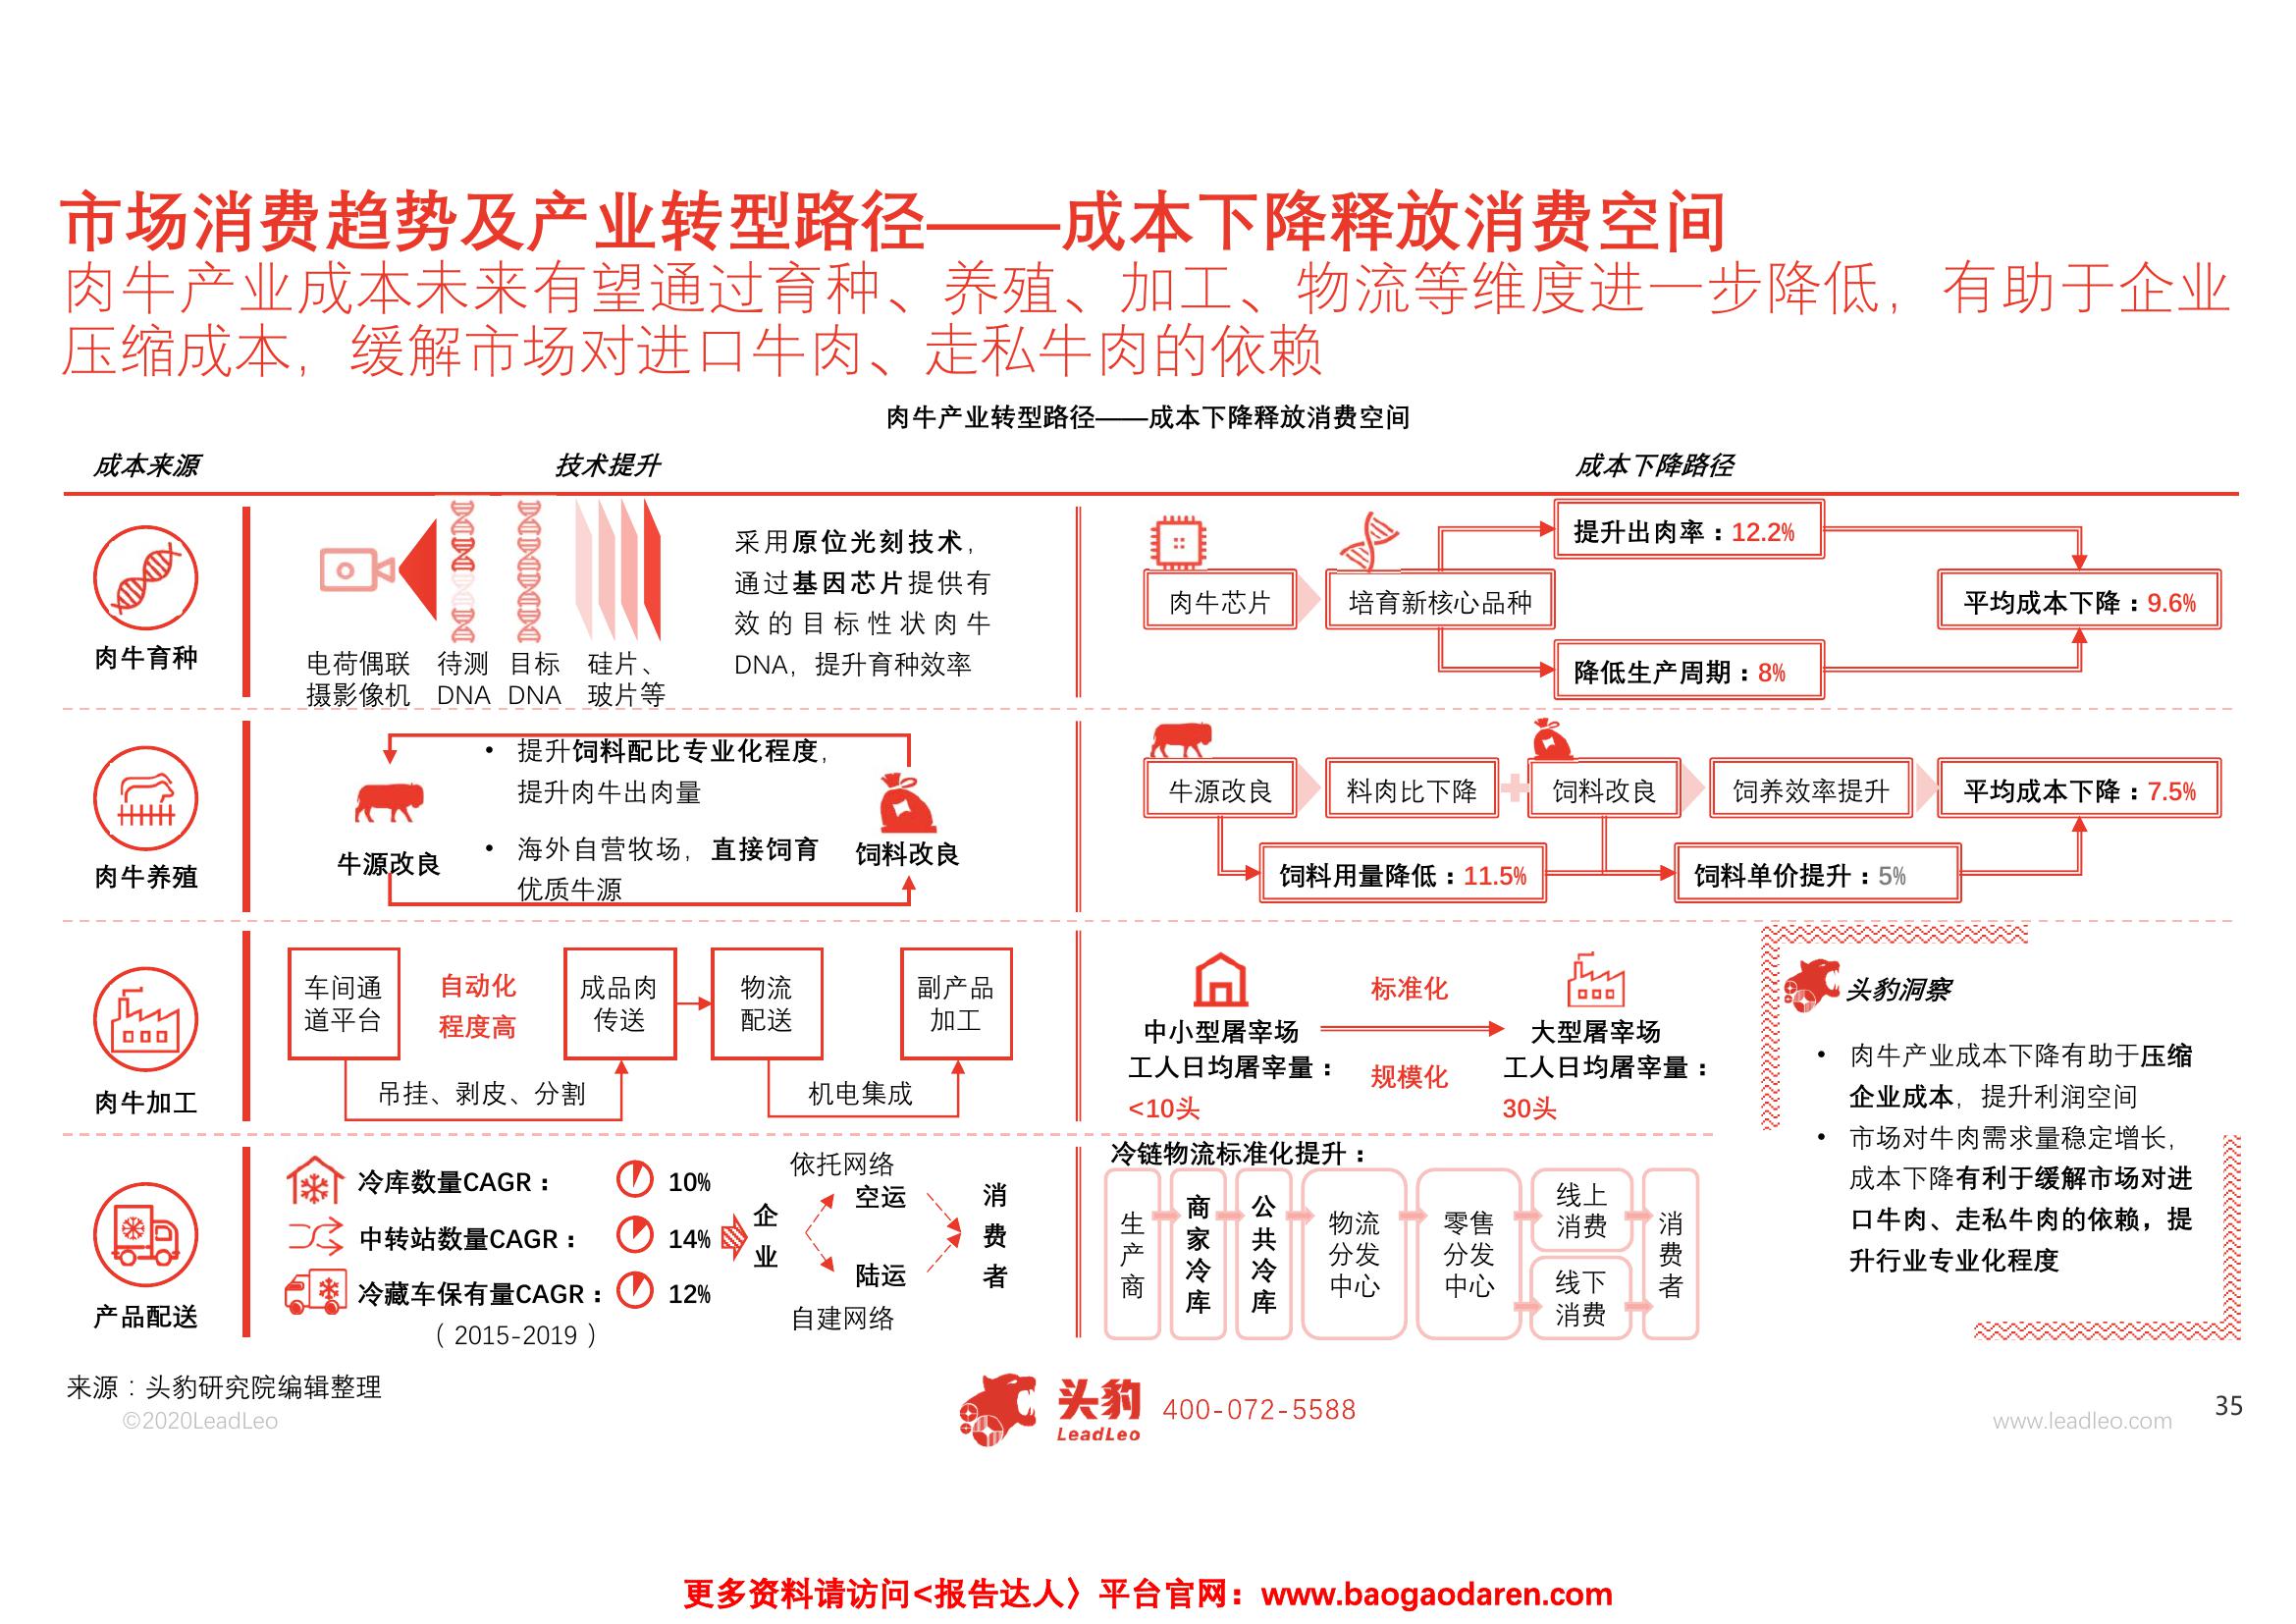 市场消费趋势及产业转型路径——成本下降释放消费空间
肉牛产业成本未来有望通过育种、养殖、加工、物流等维度进一步降低，有助于企业
压缩成本，缓解市场对进口牛肉、走私牛肉的依赖
肉牛产业转型路径——成本下降释放消费空间
成本来源
技术提升
成本下降路径
肉牛育种
电荷偶联
摄影像机
待测
DNA
目标
DNA
硅片、
玻片等
采用原位光刻技术，
通过基因芯片提供有
效的目标性状肉牛
DNA，提升育种效率
肉牛芯片
培育新核心品种
提升出肉率：12.2%
降低生产周期：8%
平均成本下降：9.6%
肉牛养殖
牛源改良
• 提升饲料配比专业化程度，
提升肉牛出肉量
• 海外自营牧场，直接饲育
优质牛源
饲料改良
牛源改良
料肉比下降
饲料改良
饲养效率提升
平均成本下降：7.5%
饲料用量降低：11.5%
饲料单价提升：5%
肉牛加工
车间通
道平台
自动化
程度高
成品肉
传送
物流
配送
副产品
加工
吊挂、剥皮、分割
机电集成
中小型屠宰场
工人日均屠宰量：
<10头
标准化
规模化
大型屠宰场
工人日均屠宰量：
30头
头豹洞察
• 肉牛产业成本下降有助于压缩
企业成本，提升利润空间
• 市场对牛肉需求量稳定增长，
成本下降有利于缓解市场对进
口牛肉、走私牛肉的依赖，提
升行业专业化程度
产品配送
冷库数量CAGR： 10%
中转站数量CAGR： 14%
冷藏车保有量CAGR： 12%
（2015-2019）
企
业
依托网络
空运
陆运
自建网络
消
费
者
冷链物流标准化提升：
生
产
商
商
家
冷
库
公
共
冷
库
物流
分发
中心
零售
分发
中心
线上
消费
线下
消费
消
费
者
来源：头豹研究院编辑整理
©2020LeadLeo
头豹
LeadLeo
400-072-5588
www.leadleo.com
35
更多资料请访问<报告达人〉平台官网：www.baogaodaren.com